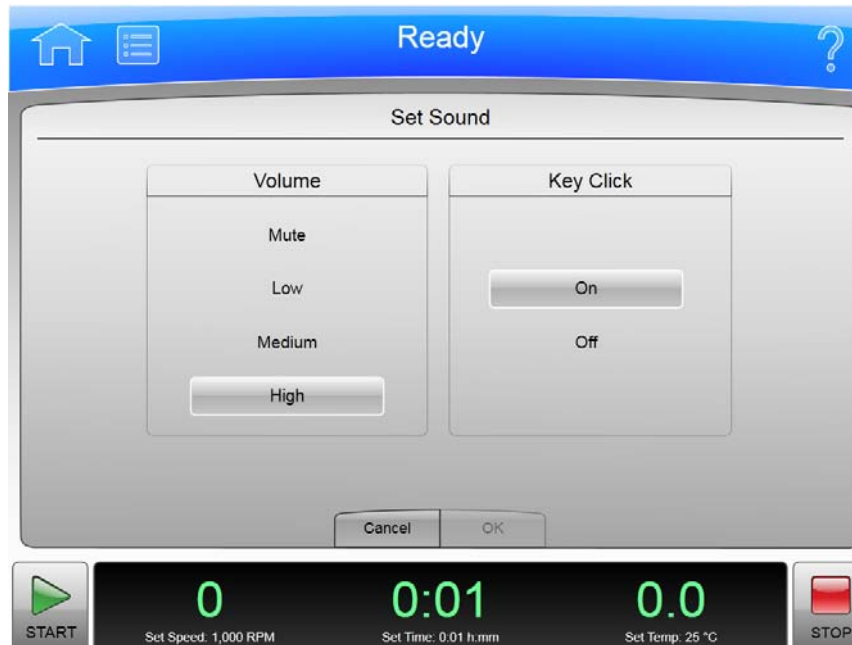 Ready
Set Sound
Volume
Key Click
Mute
Low
On
Medium
Off
High
Cancel
OK
START
0
0:01
0.0
STOP
Set Speed: 1,000 RPM
Set Time: 0:01 h:mm
Set Temp: 25 °C